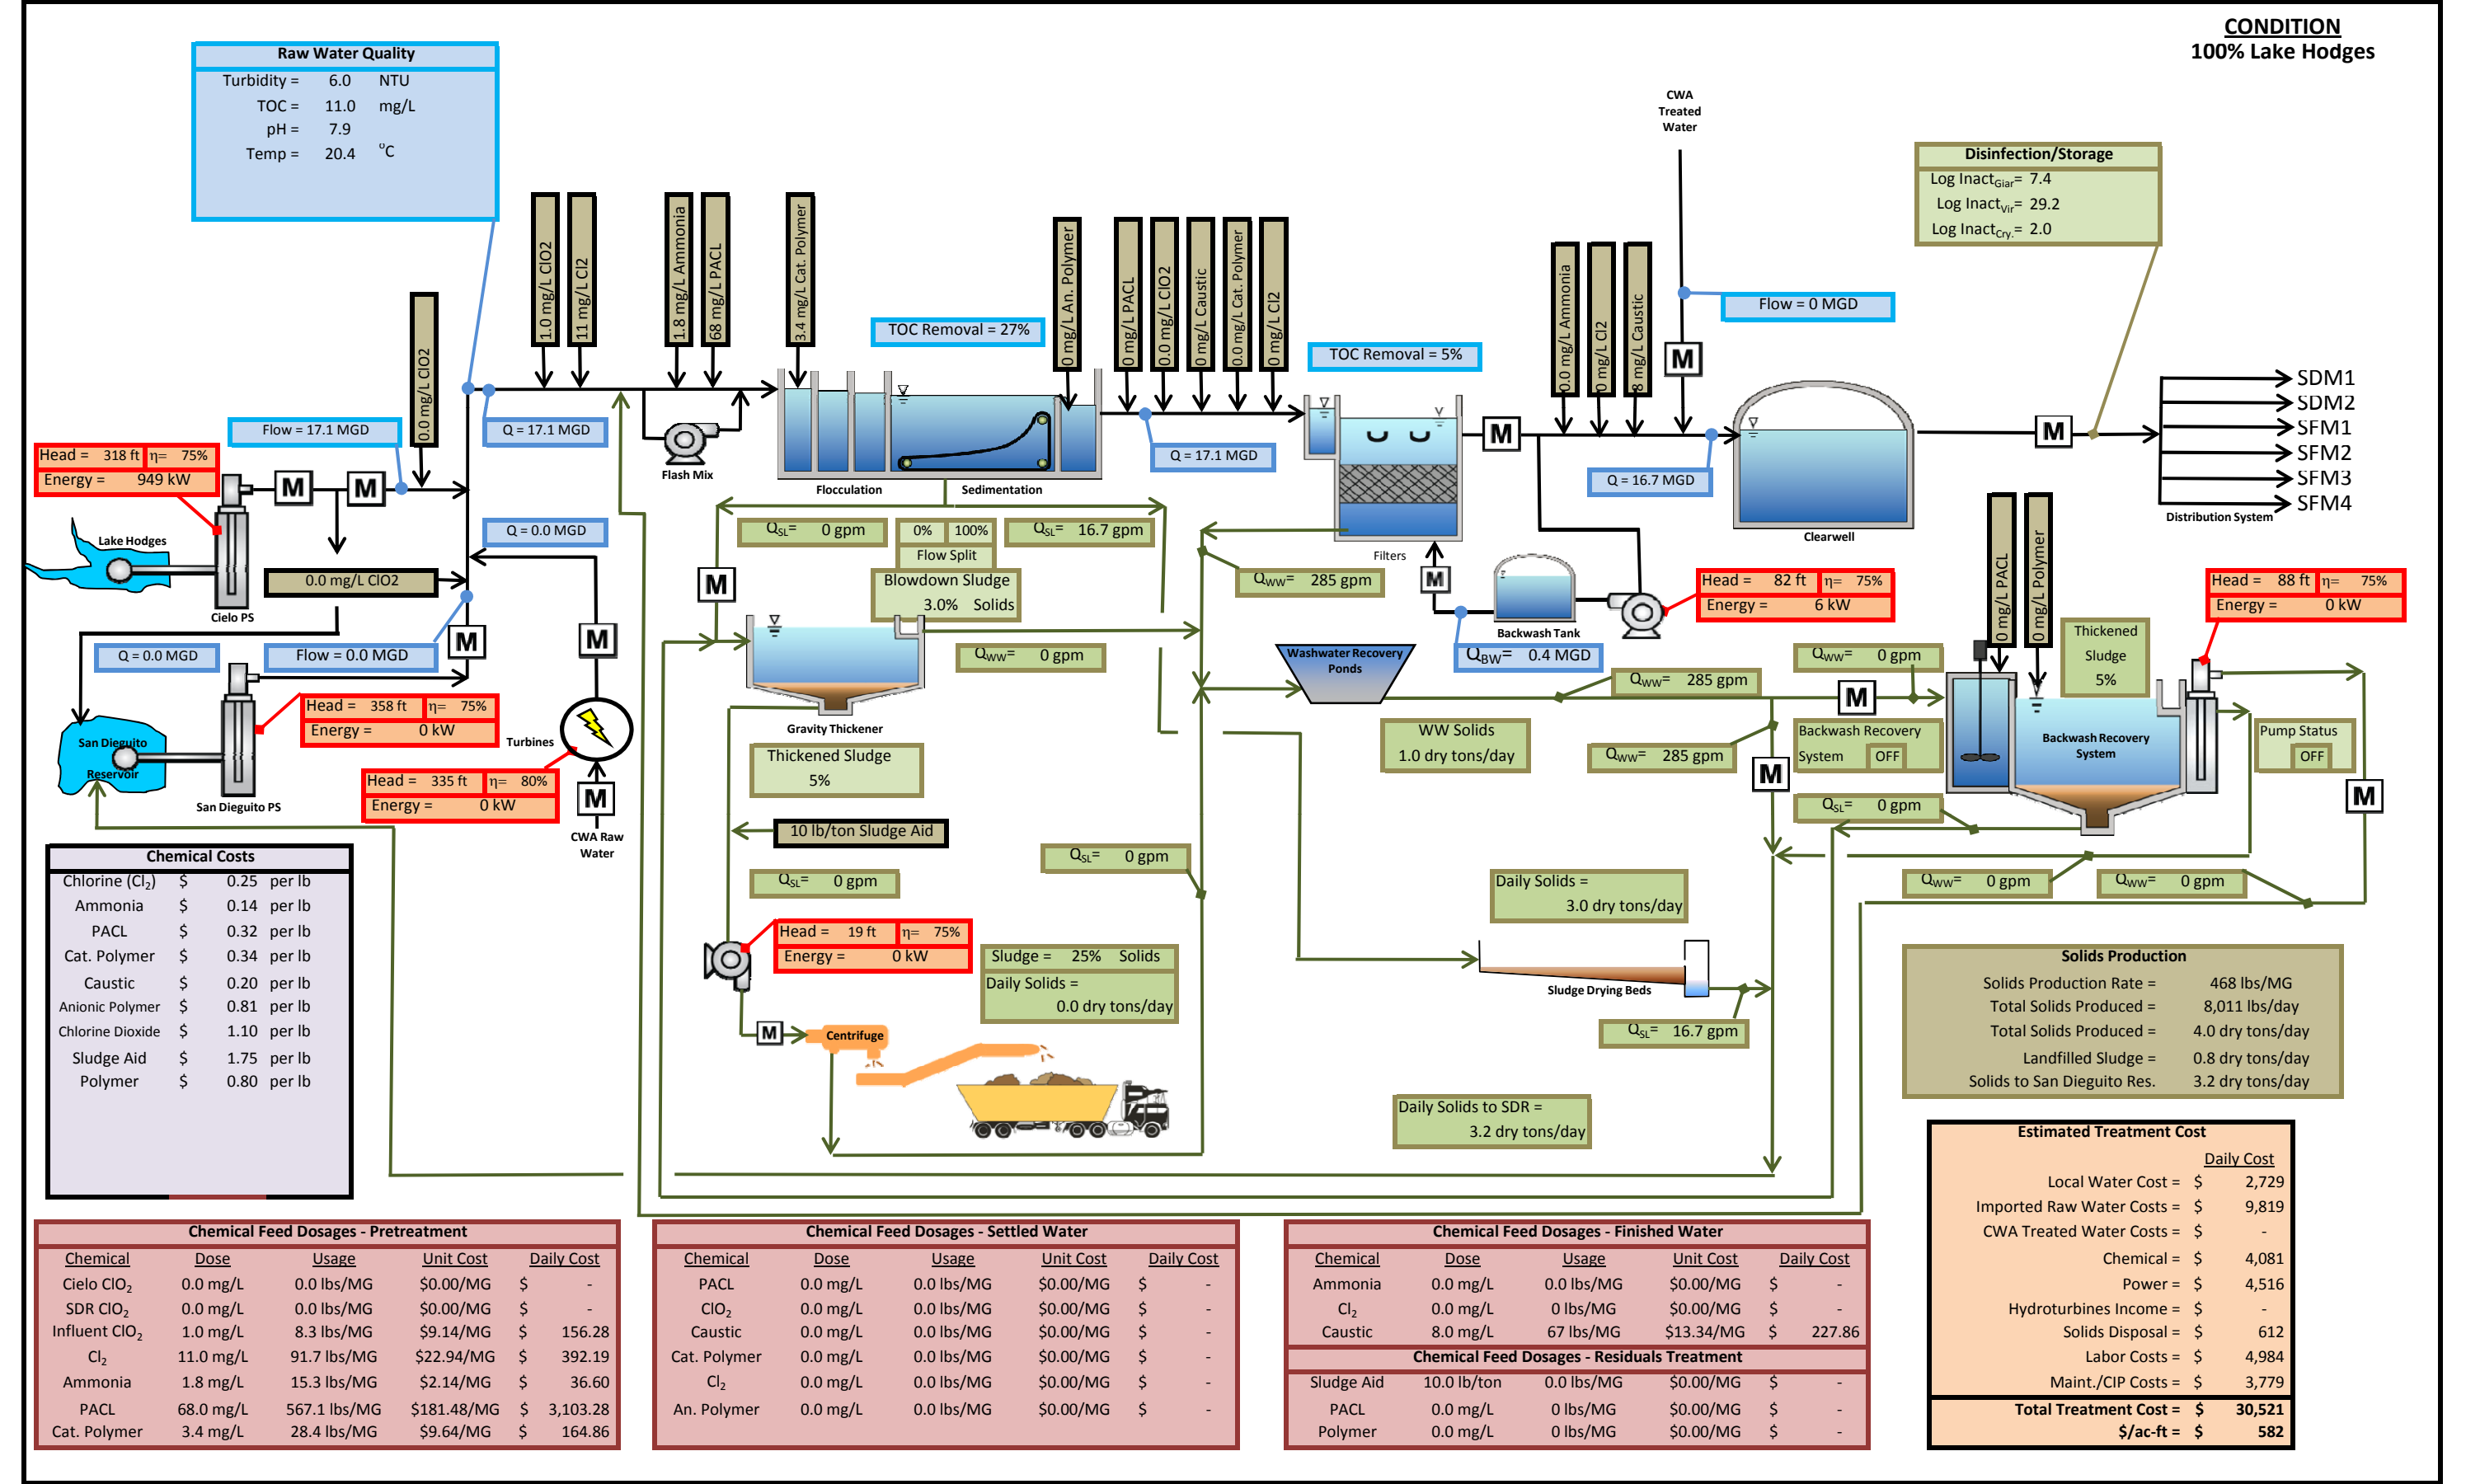 CONDITION
100% Lake Hodges
Raw Water Quality
Turbidity = 6.0 NTU
TOC = 11.0 mg/L
pH = 7.9
Temp = 20.4 °C
CWA
Treated
Water
Disinfection/Storage
Log Inact Giar= 7.4
Log Inact Vir= 29.2
Log Inact Cry.= 2.0
0.0 mg/L ClO2
1.0 mg/L ClO2
11 mg/L Cl2
1.8 mg/L Ammonia
68 mg/L PACL
3.4 mg/L Cat. Polymer
0 mg/L An. Polymer
0 mg/L PACL
0.0 mg/L ClO2
0 mg/L Caustic
0.0 mg/L Cat. Polymer
0 mg/L Cl2
0.0 mg/L Ammonia
0 mg/L Cl2
8 mg/L Caustic
TOC Removal = 27%
TOC Removal = 5%
Flow = 0 MGD
M
Flow = 17.1 MGD
Q = 17.1 MGD
Flash Mix
Flocculation
Sedimentation
Q = 17.1 MGD
M
Q = 16.7 MGD
Clearwell
M
SDM1
SDM2
SFM1
SFM2
SFM3
SFM4
Distribution System
Head = 318 ft η= 75%
Energy = 949 kW
M
M
Lake Hodges
Cielo PS
0.0 mg/L ClO2
Q = 0.0 MGD
Q = 0.0 MGD
Flow = 0.0 MGD
M
M
Head = 358 ft η= 75%
Energy = 0 kW
San Dieguito
Reservoir
San Dieguito PS
Turbines
Head = 335 ft η= 80%
Energy = 0 kW
M
CWA Raw
Water
QSL= 0 gpm
0% 100%
Flow Split
QSL= 16.7 gpm
M
Blowdown Sludge
3.0% Solids
QWW= 0 gpm
Gravity Thickener
Thickened Sludge
5%
10 lb/ton Sludge Aid
QSL= 0 gpm
QSL= 0 gpm
Head = 19 ft η= 75%
Energy = 0 kW
Sludge = 25% Solids
Daily Solids =
0.0 dry tons/day
M
Centrifuge
Filters
QWW= 285 gpm
M
Backwash Tank
QBW= 0.4 MGD
Head = 82 ft η= 75%
Energy = 6 kW
Washwater Recovery
Ponds
QWW= 285 gpm
WW Solids
1.0 dry tons/day
QWW= 285 gpm
M
QWW= 0 gpm
M
Backwash Recovery
System OFF
0 mg/L PACL
0 mg/L Polymer
Thickened
Sludge
5%
Head = 88 ft η= 75%
Energy = 0 kW
Backwash Recovery
System
Pump Status
OFF
M
QSL= 0 gpm
QWW= 0 gpm
QWW= 0 gpm
Daily Solids =
3.0 dry tons/day
Sludge Drying Beds
QSL= 16.7 gpm
Daily Solids to SDR =
3.2 dry tons/day
Chemical Costs
Chlorine (Cl2) $ 0.25 per lb
Ammonia $ 0.14 per lb
PACL $ 0.32 per lb
Cat. Polymer $ 0.34 per lb
Caustic $ 0.20 per lb
Anionic Polymer $ 0.81 per lb
Chlorine Dioxide $ 1.10 per lb
Sludge Aid $ 1.75 per lb
Polymer $ 0.80 per lb
Solids Production
Solids Production Rate = 468 lbs/MG
Total Solids Produced = 8,011 lbs/day
Total Solids Produced = 4.0 dry tons/day
Landfilled Sludge = 0.8 dry tons/day
Solids to San Dieguito Res. 3.2 dry tons/day
Estimated Treatment Cost
Daily Cost
Local Water Cost = $ 2,729
Imported Raw Water Costs = $ 9,819
CWA Treated Water Costs = $ -
Chemical = $ 4,081
Power = $ 4,516
Hydroturbines Income = $ -
Solids Disposal = $ 612
Labor Costs = $ 4,984
Maint./CIP Costs = $ 3,779
Total Treatment Cost = $ 30,521
$/ac-ft = $ 582
Chemical Feed Dosages - Pretreatment
Chemical Dose Usage Unit Cost Daily Cost
Cielo ClO2 0.0 mg/L 0.0 lbs/MG $0.00/MG $ -
SDR ClO2 0.0 mg/L 0.0 lbs/MG $0.00/MG $ -
Influent ClO2 1.0 mg/L 8.3 lbs/MG $9.14/MG $ 156.28
Cl2 11.0 mg/L 91.7 lbs/MG $22.94/MG $ 392.19
Ammonia 1.8 mg/L 15.3 lbs/MG $2.14/MG $ 36.60
PACL 68.0 mg/L 567.1 lbs/MG $181.48/MG $ 3,103.28
Cat. Polymer 3.4 mg/L 28.4 lbs/MG $9.64/MG $ 164.86
Chemical Feed Dosages - Settled Water
Chemical Dose Usage Unit Cost Daily Cost
PACL 0.0 mg/L 0.0 lbs/MG $0.00/MG $ -
ClO2 0.0 mg/L 0.0 lbs/MG $0.00/MG $ -
Caustic 0.0 mg/L 0.0 lbs/MG $0.00/MG $ -
Cat. Polymer 0.0 mg/L 0.0 lbs/MG $0.00/MG $ -
Cl2 0.0 mg/L 0.0 lbs/MG $0.00/MG $ -
An. Polymer 0.0 mg/L 0.0 lbs/MG $0.00/MG $ -
Chemical Feed Dosages - Finished Water
Chemical Dose Usage Unit Cost Daily Cost
Ammonia 0.0 mg/L 0.0 lbs/MG $0.00/MG $ -
Cl2 0.0 mg/L 0 lbs/MG $0.00/MG $ -
Caustic 8.0 mg/L 67 lbs/MG $13.34/MG $ 227.86
Chemical Feed Dosages - Residuals Treatment
Sludge Aid 10.0 lb/ton 0.0 lbs/MG $0.00/MG $ -
PACL 0.0 mg/L 0 lbs/MG $0.00/MG $ -
Polymer 0.0 mg/L 0 lbs/MG $0.00/MG $ -